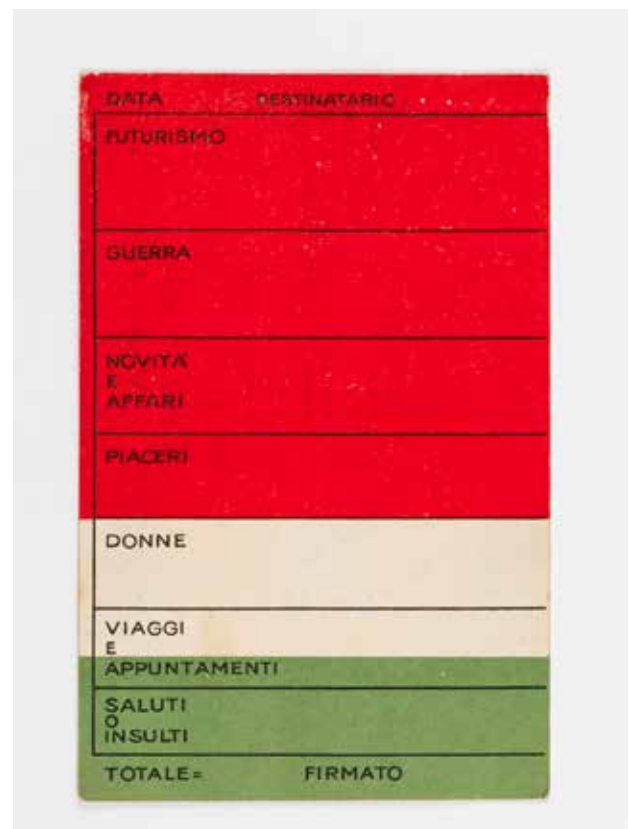 DATA DESTINATARIO
FUTURISMO
GUERRA
NOVITÀ
E
AFFARI
PIACERI
DONNE
VIAGGI
E
APPUNTAMENTI
SALUTI
O
INSULTI
TOTALE= FIRMATO